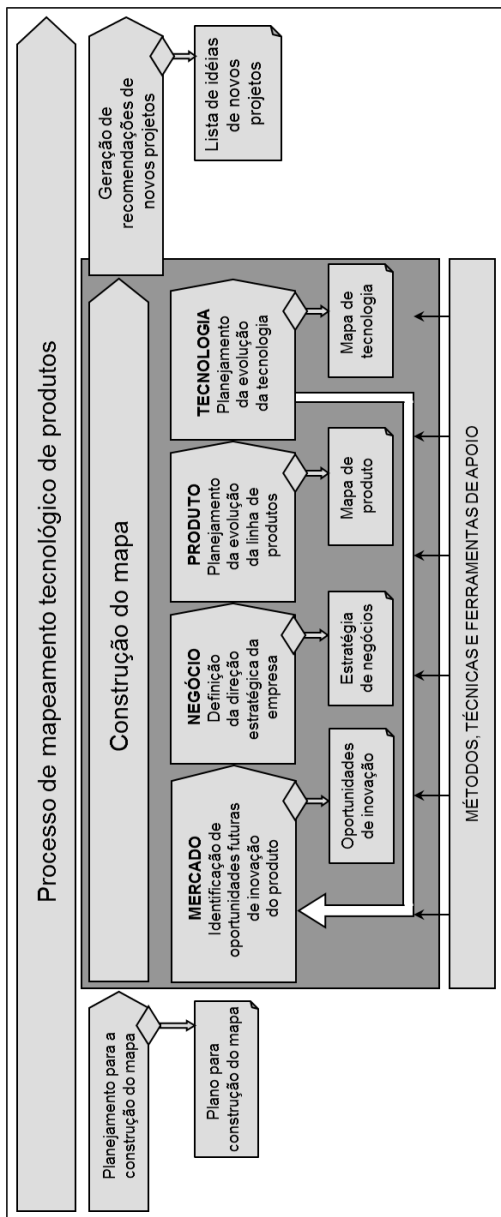 Processo de mapeamento tecnológico de produtos
Planejamento para a
construção do mapa
Plano para
construção do mapa
Construção do mapa
MERCADO
Identificação de
oportunidades futuras
de inovação
do produto
Oportunidades
de inovação
NEGÓCIO
Definição
da direção
estratégica da
empresa
Estratégia
de negócios
PRODUTO
Planejamento
da evolução
da linha de
produtos
Mapa de
produto
TECNOLOGIA
Planejamento
da evolução
da tecnologia
Mapa de
tecnologia
Geração de
recomendações de
novos projetos
Lista de idéias
de novos
projetos
MÉTODOS, TÉCNICAS E FERRAMENTAS DE APOIO